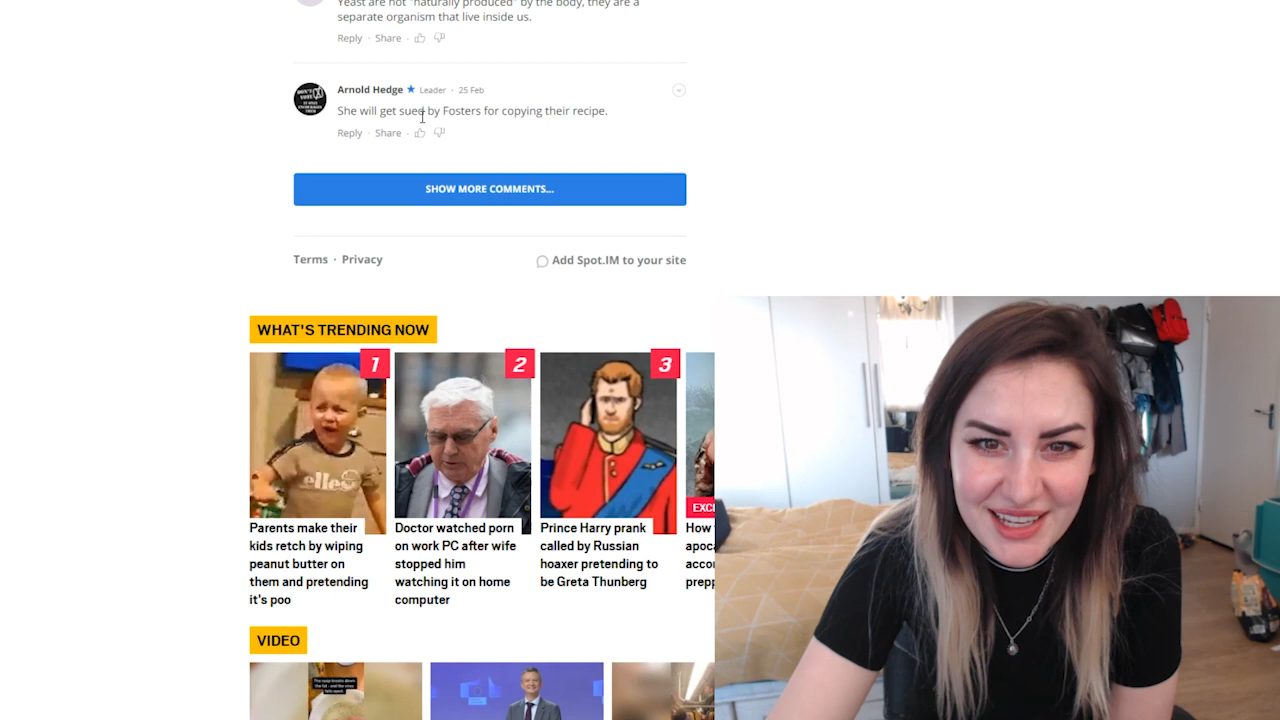 Yeast are not "naturally produced" by the body, they are a
separate organism that live inside us.
Reply · Share ·
Arnold Hedge ★ Leader · 25 Feb
She will get sued by Fosters for copying their recipe.
Reply · Share ·
SHOW MORE COMMENTS...
Terms · Privacy
Add Spot.IM to your site
WHAT'S TRENDING NOW
1
2
3
elle
EXC
Parents make their
kids retch by wiping
peanut butter on
them and pretending
it's poo
Doctor watched porn
on work PC after wife
stopped him
watching it on home
computer
Prince Harry prank
called by Russian
hoaxer pretending to
be Greta Thunberg
How
apoca
acco
prepp
VIDEO